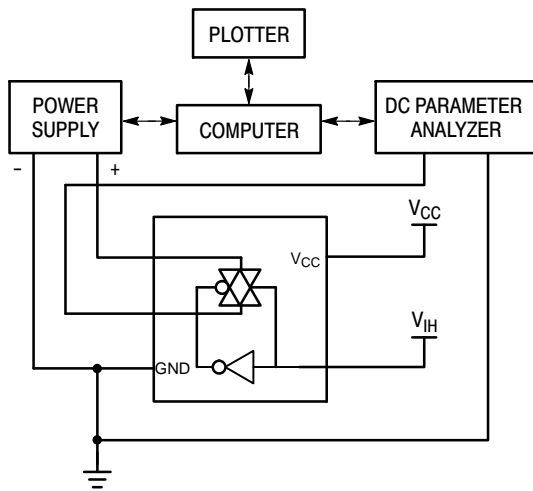 PLOTTER
POWER
SUPPLY
COMPUTER
DC PARAMETER
ANALYZER
–
+
VCC
VCC
VIH
GND